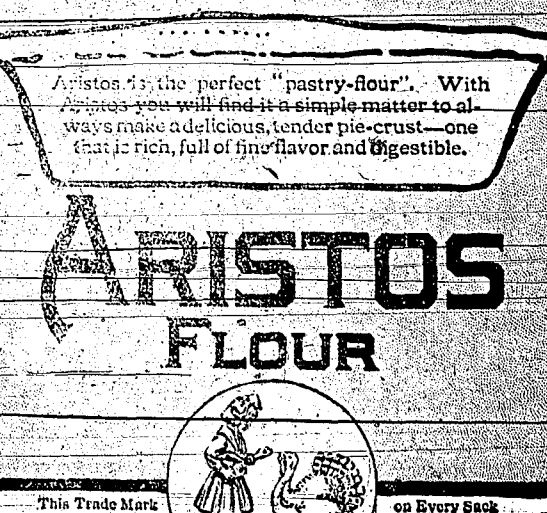 Aristos is the perfect "pastry-flour". With
Aristos you will find it a simple matter to al-
ways make a delicious, tender pie-crust—one
that is rich, full of fine flavor and digestible.
ARISTOS
FLOUR
This Trade Mark
on Every Sack